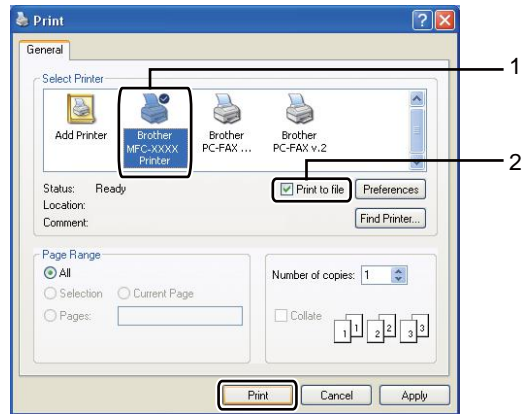 Print
General
1
Select Printer
Add Printer
Brother
MFC-XXXX
Printer
Brother
PC-FAX ...
Brother
PC-FAX v.2
2
Status: Ready
Print to file
Preferences
Location:
Comment:
Find Printer...
Page Range
All
Selection
Current Page
Pages:
Number of copies: 1
Collate
1 1 2 2 3 3
Print
Cancel
Apply